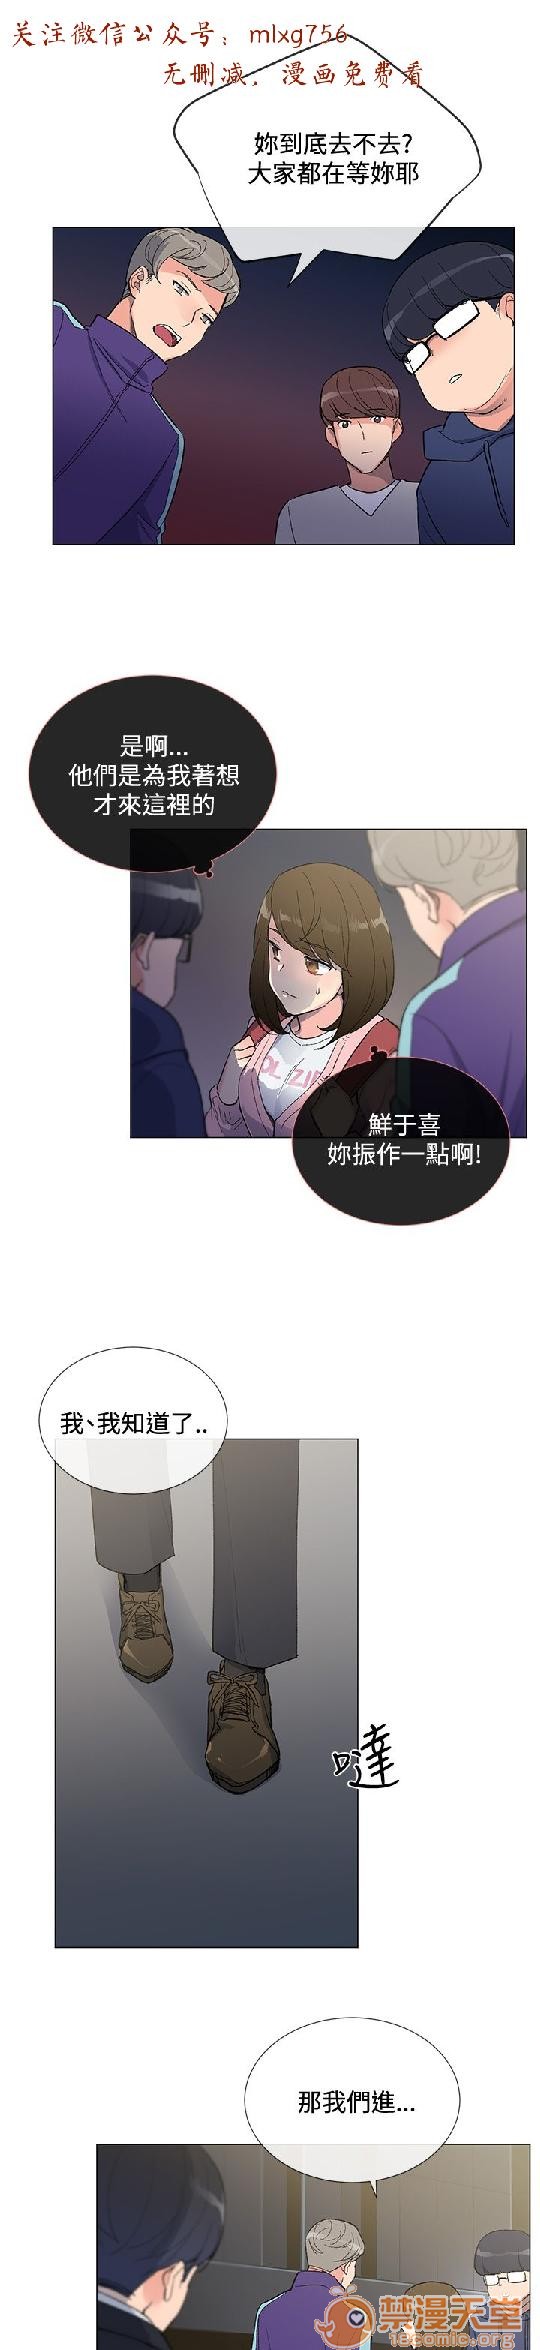 关注微信公众号：mlxg756
无删减，漫画免费看
妳到底去不去?
大家都在等妳耶
是啊...
他們是為我著想
才來這裡的
OL ZIP
鮮于喜
妳振作一點啊!
我、我知道了..
噠
那我們進...
禁漫天堂
tecomic.org